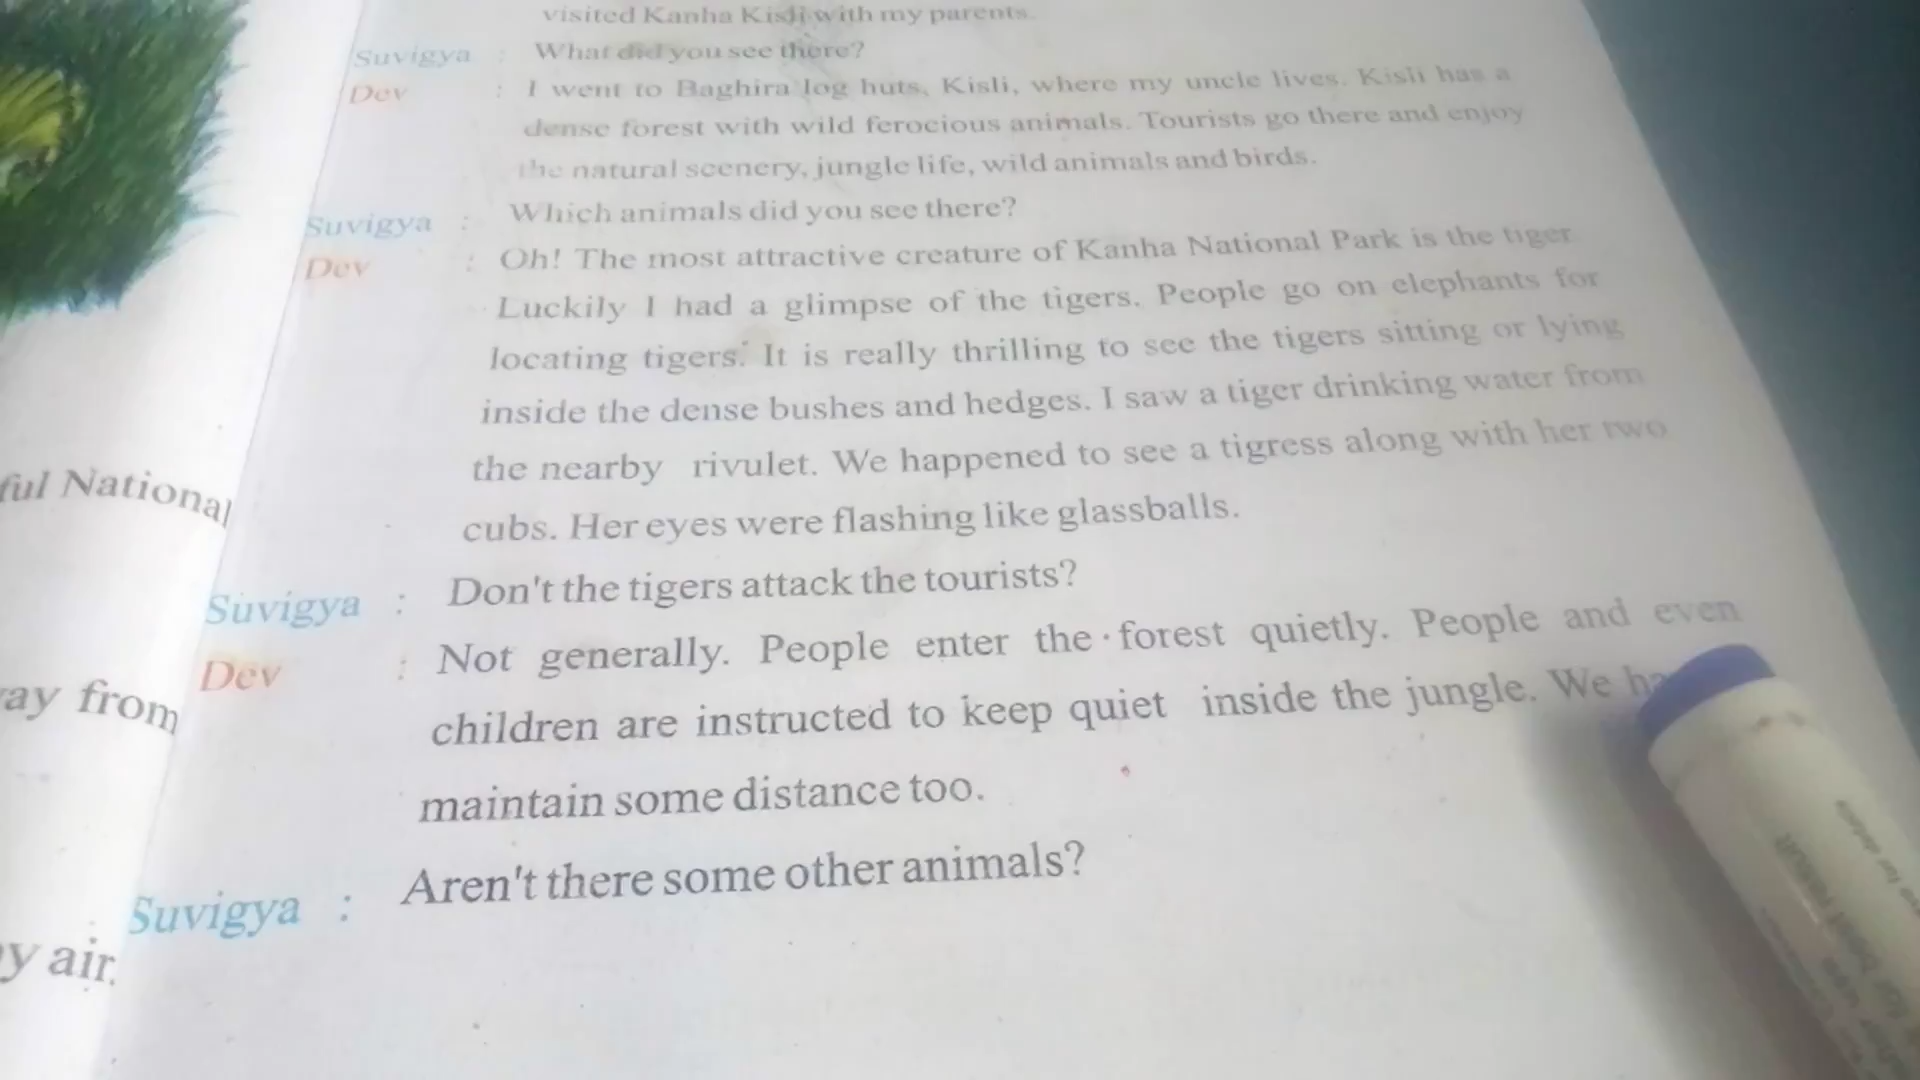 visited Kanha Kisli with my parents.
Suvigya : What did you see there?
Dev : I went to Baghira log huts, Kisli, where my uncle lives. Kisli has a
dense forest with wild ferocious animals. Tourists go there and enjoy
the natural scenery, jungle life, wild animals and birds.
Suvigya : Which animals did you see there?
Dev : Oh! The most attractive creature of Kanha National Park is the tiger
Luckily I had a glimpse of the tigers. People go on elephants for
locating tigers. It is really thrilling to see the tigers sitting or lying
inside the dense bushes and hedges. I saw a tiger drinking water from
the nearby rivulet. We happened to see a tigress along with her two
cubs. Her eyes were flashing like glassballs.
Suvigya : Don't the tigers attack the tourists?
Dev : Not generally. People enter the forest quietly. People and even
children are instructed to keep quiet inside the jungle. We
maintain some distance too.
Suvigya : Aren't there some other animals?
ful National
ay from
y air.